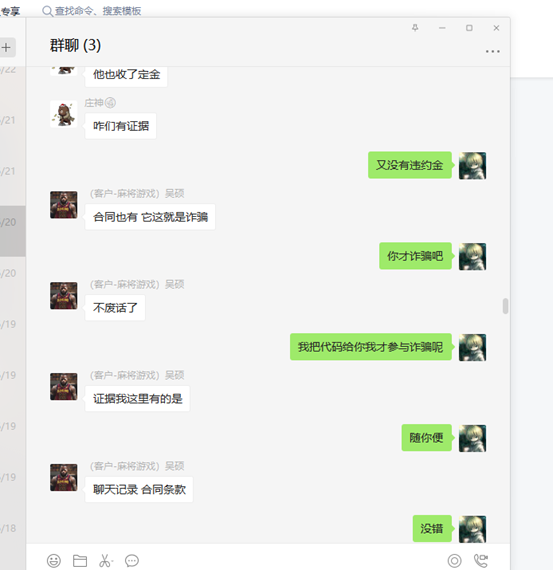 专享
查找命令、搜索模板
群聊 (3)
/22
他也收了定金
庄神
/21
咋们有证据
/21
又没有违约金
(客户-麻将游戏) 吴硕
/20
合同也有 它这就是诈骗
你才诈骗吧
/20
(客户-麻将游戏) 吴硕
不废话了
/19
我把代码给你我才参与诈骗呢
/19
(客户-麻将游戏) 吴硕
证据我这里有的是
/19
随你便
(客户-麻将游戏) 吴硕
/19
聊天记录 合同条款
/18
没错